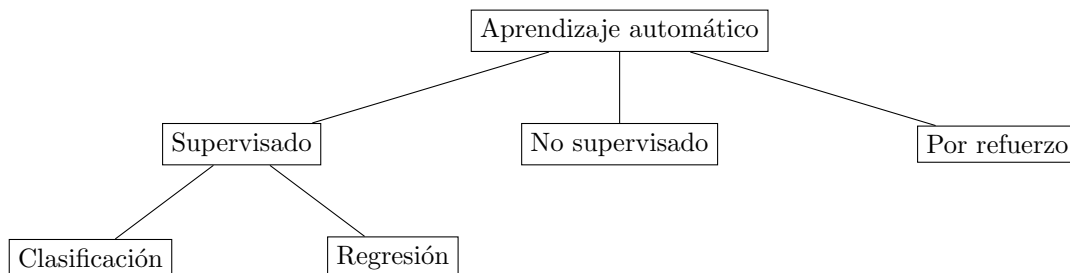 Aprendizaje automático
Supervisado
No supervisado
Por refuerzo
Clasificación
Regresión